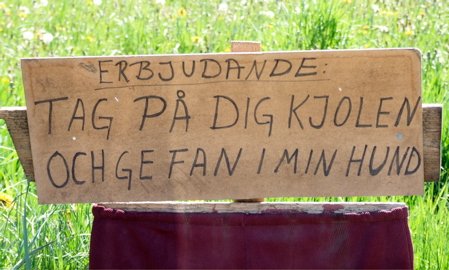 ERBJUDANDE:
TAG PÅ DIG KJOLEN
OCH GE FAN I MIN HUND